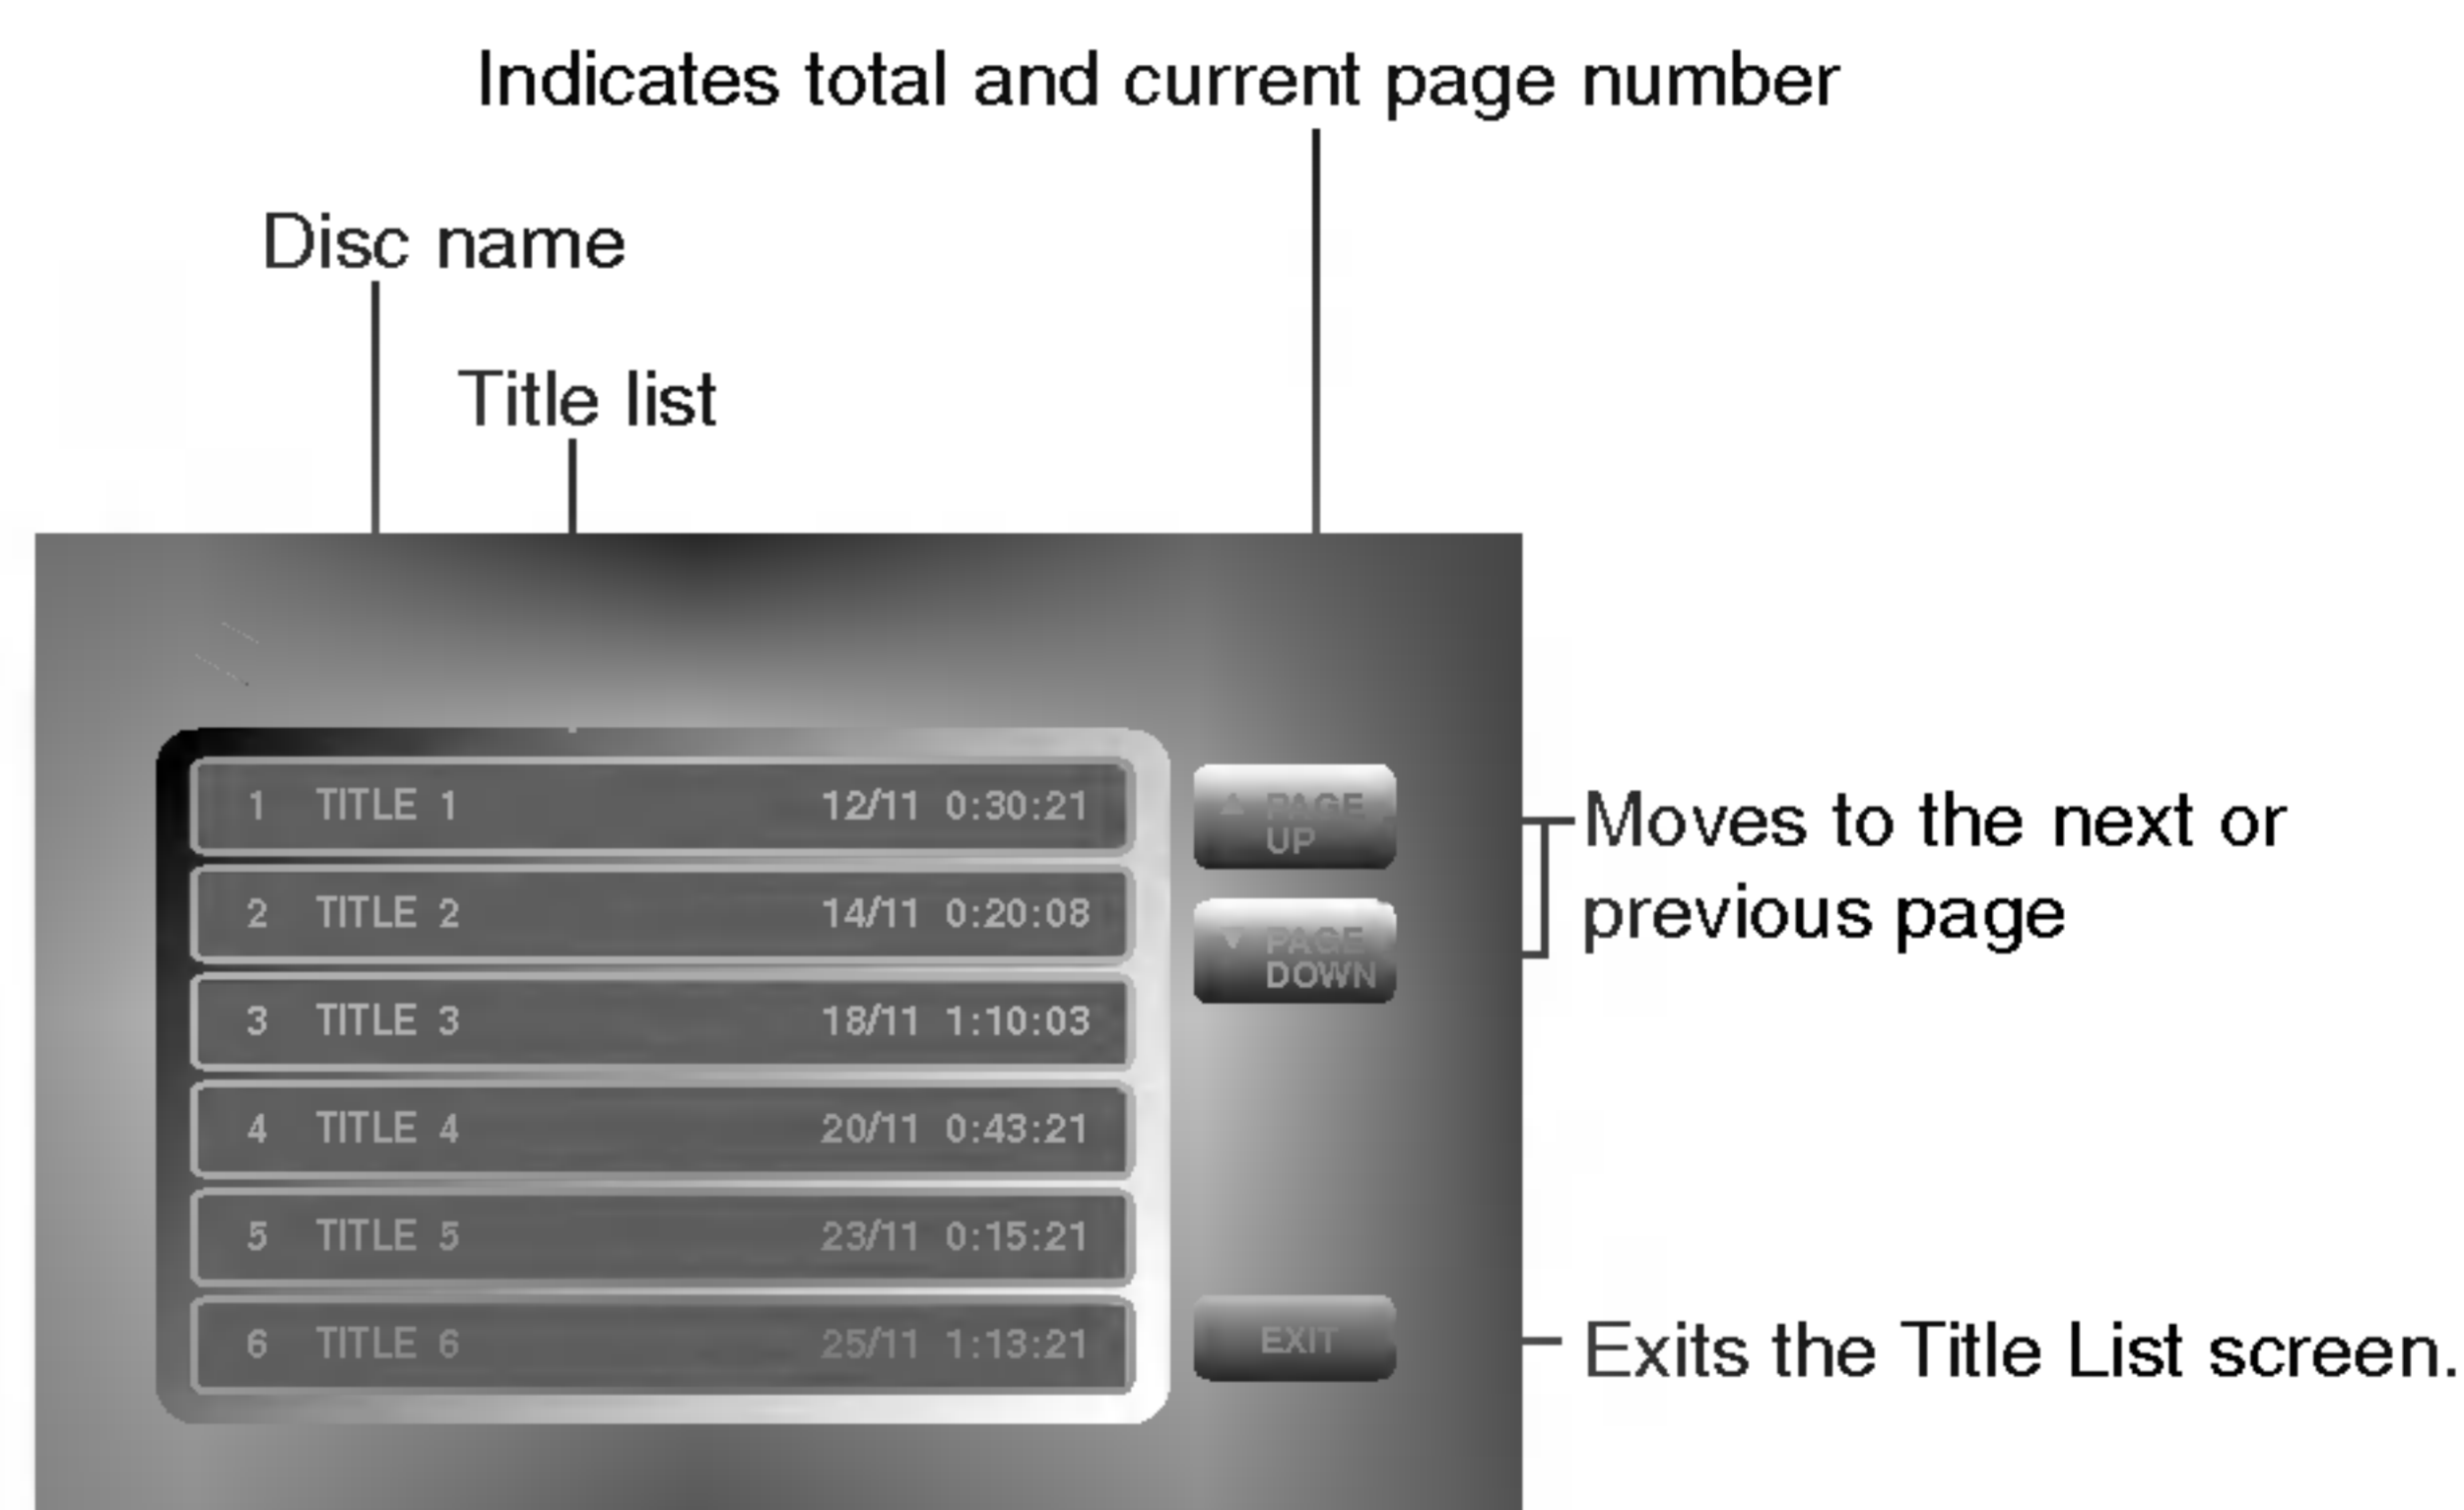 Indicates total and current page number
Disc name
Title list
1 TITLE 1 12/11 0:30:21
2 TITLE 2 14/11 0:20:08
3 TITLE 3 18/11 1:10:03
4 TITLE 4 20/11 0:43:21
5 TITLE 5 23/11 0:15:21
6 TITLE 6 25/11 1:13:21
▲ PAGE
UP
▼ PAGE
DOWN
EXIT
Moves to the next or
previous page
Exits the Title List screen.